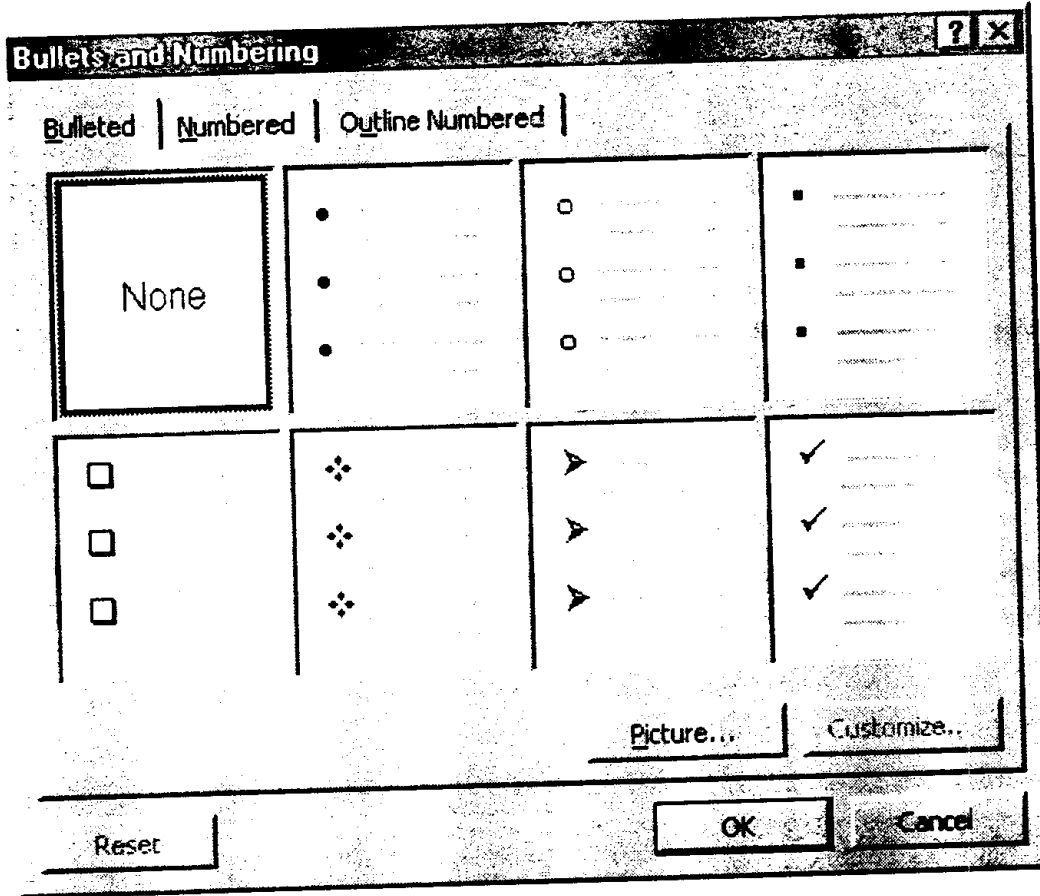 Bullets and Numbering
Bulleted Numbered Outline Numbered
None
Picture... Customize..
Reset OK Cancel